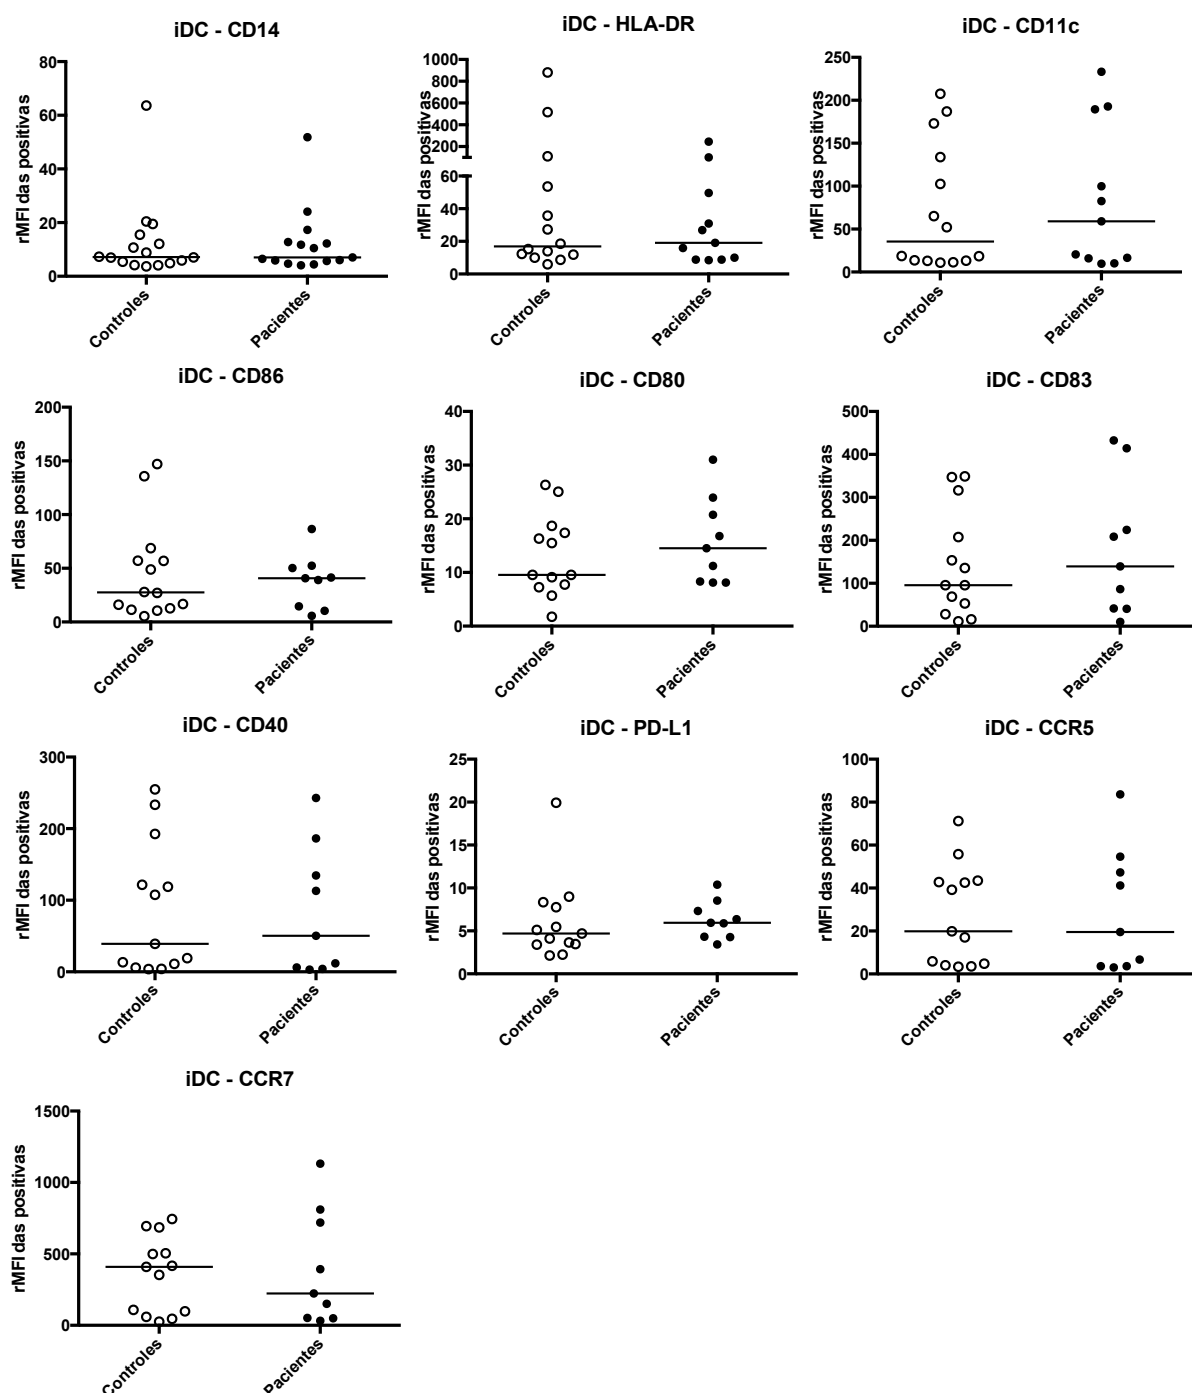 iDC - CD14
rMFI das positivas
80
60
40
20
0
Controles
Pacientes
iDC - HLA-DR
rMFI das positivas
1000
800
600
400
200
60
40
20
0
Controles
Pacientes
iDC - CD11c
rMFI das positivas
250
200
150
100
50
0
Controles
Pacientes
iDC - CD86
rMFI das positivas
200
150
100
50
0
Controles
Pacientes
iDC - CD80
rMFI das positivas
40
30
20
10
0
Controles
Pacientes
iDC - CD83
rMFI das positivas
500
400
300
200
100
0
Controles
Pacientes
iDC - CD40
rMFI das positivas
300
200
100
0
Controles
Pacientes
iDC - PD-L1
rMFI das positivas
25
20
15
10
5
0
Controles
Pacientes
iDC - CCR5
rMFI das positivas
100
80
60
40
20
0
Controles
Pacientes
iDC - CCR7
rMFI das positivas
1500
1000
500
0
Controles
Pacientes